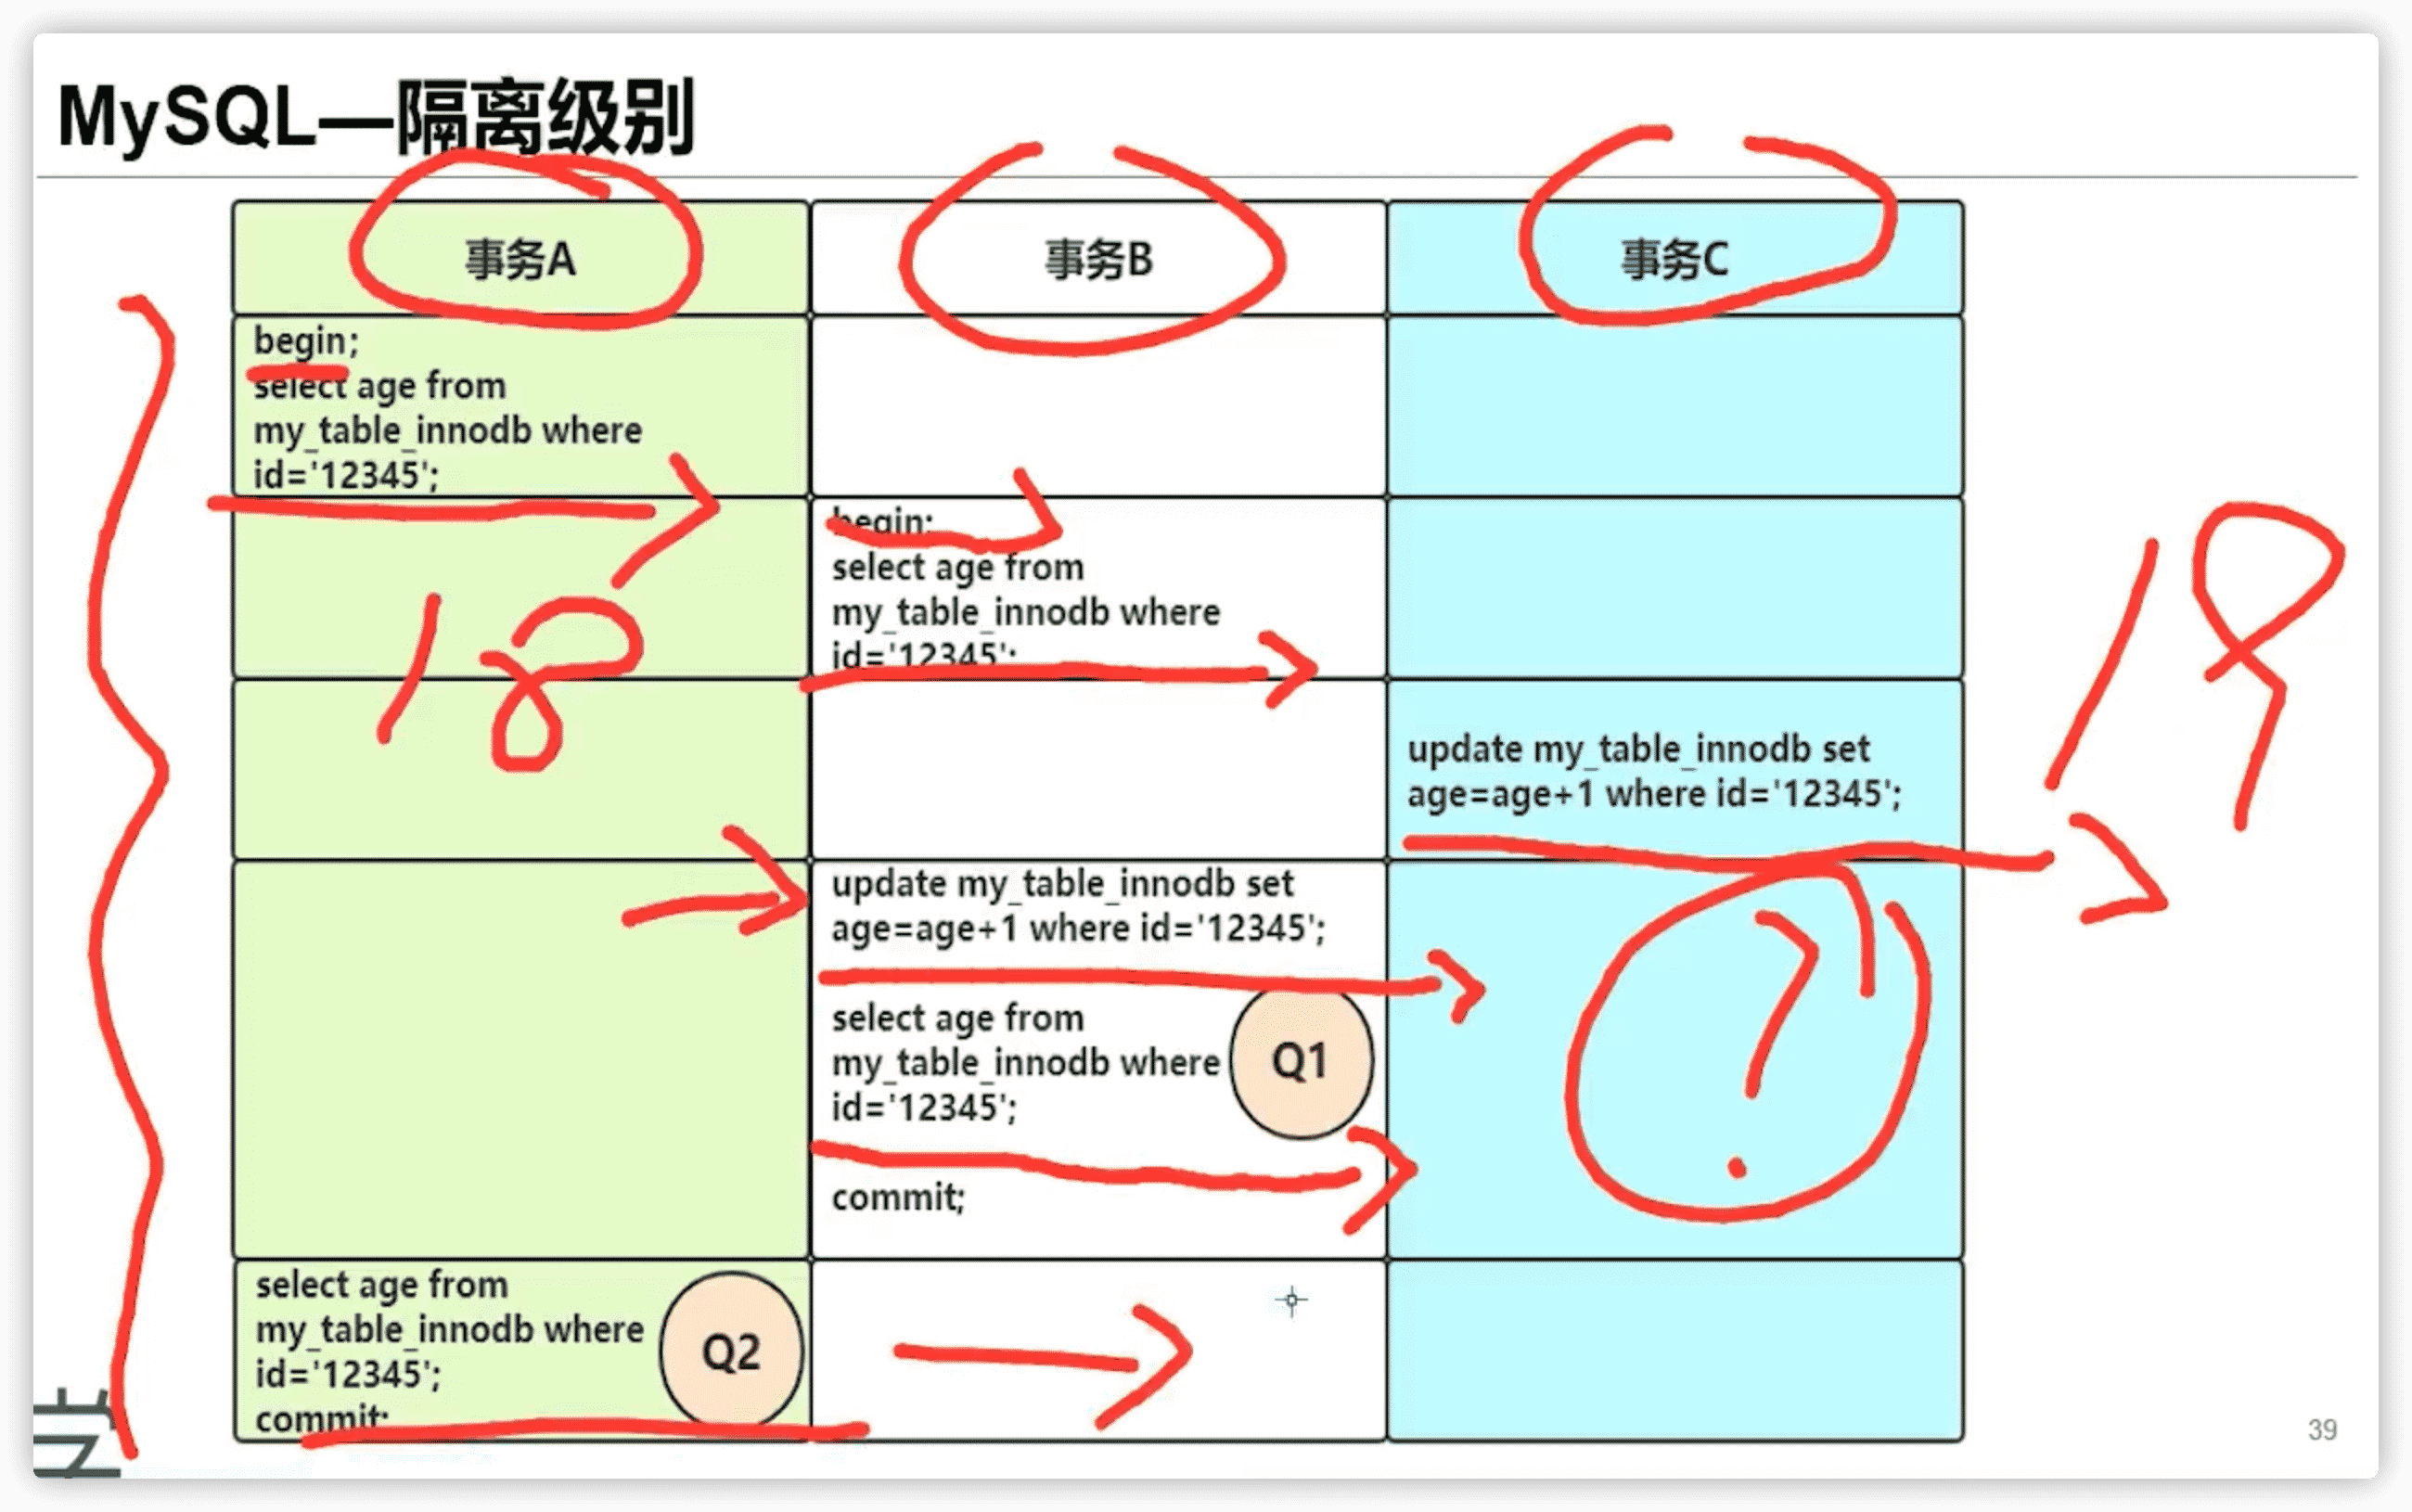 MySQL—隔离级别
事务A
事务B
事务C
begin;
select age from
my_table_innodb where
id='12345';
begin;
select age from
my_table_innodb where
id='12345';
18
19
update my_table_innodb set
age=age+1 where id='12345';
update my_table_innodb set
age=age+1 where id='12345';
select age from
my_table_innodb where
id='12345';
Q1
commit;
?
select age from
my_table_innodb where
id='12345';
commit;
Q2
39